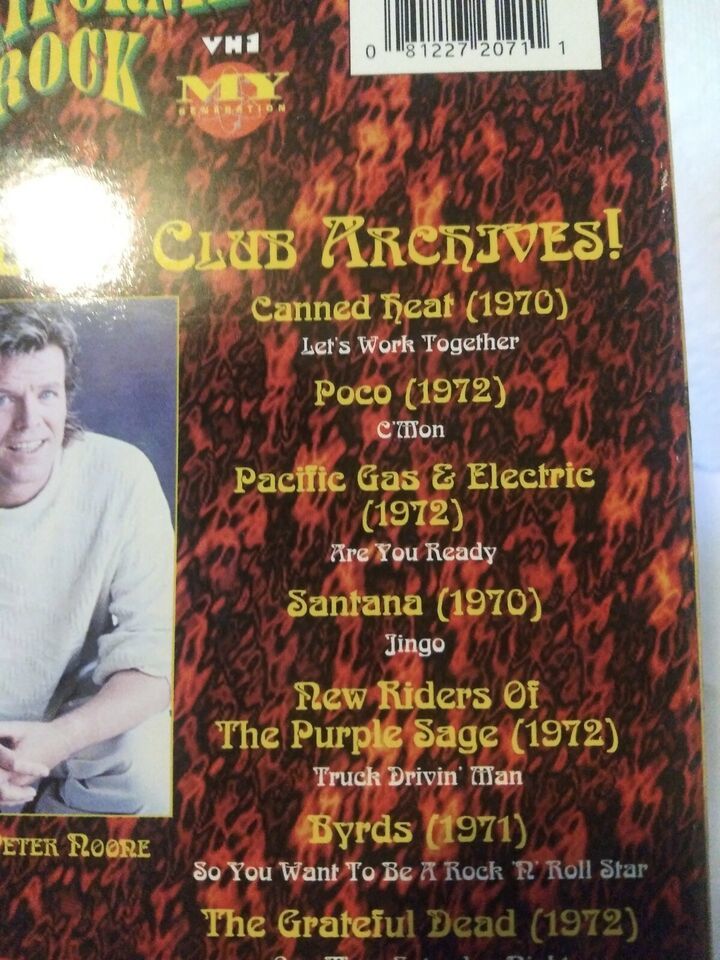 ROCK
VH1
MY
GENERATION
0 81227 2071 1
Club Archives!
Canned Heat (1970)
Let's Work Together
Poco (1972)
C'Mon
Pacific Gas & Electric
(1972)
Are You Ready
Santana (1970)
Jingo
New Riders Of
The Purple Sage (1972)
Truck Drivin' Man
Byrds (1971)
So You Want To Be A Rock 'N' Roll Star
Peter Noone
The Grateful Dead (1972)